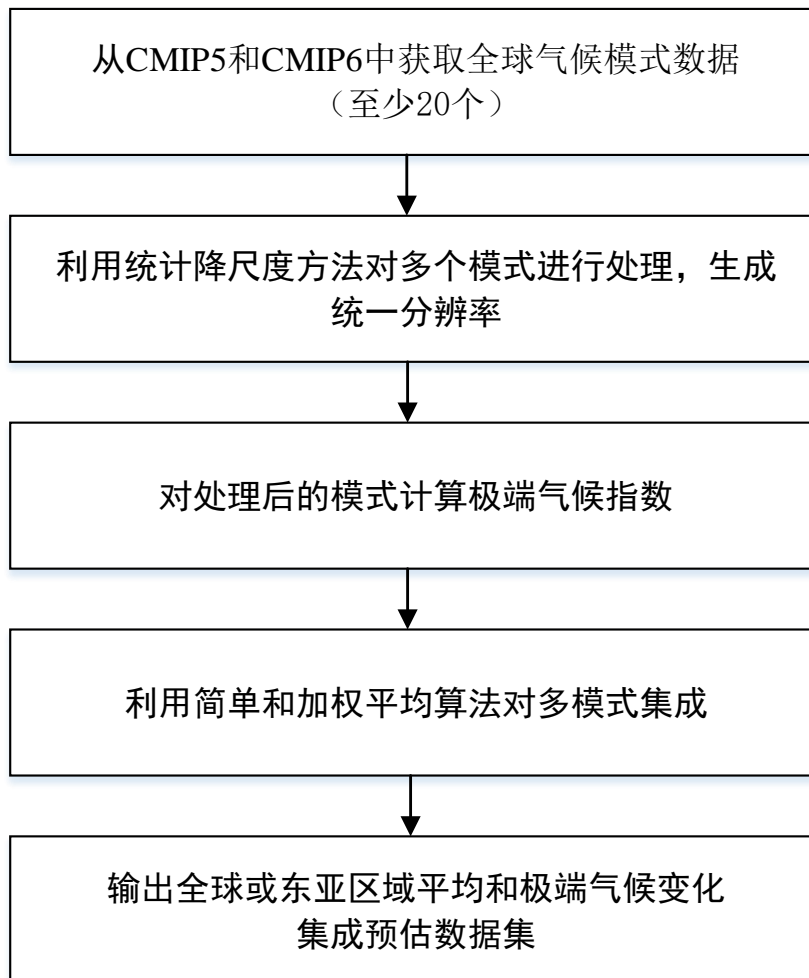 从CMIP5和CMIP6中获取全球气候模式数据
（至少20个）
利用统计降尺度方法对多个模式进行处理，生成
统一分辨率
对处理后的模式计算极端气候指数
利用简单和加权平均算法对多模式集成
输出全球或东亚区域平均和极端气候变化
集成预估数据集